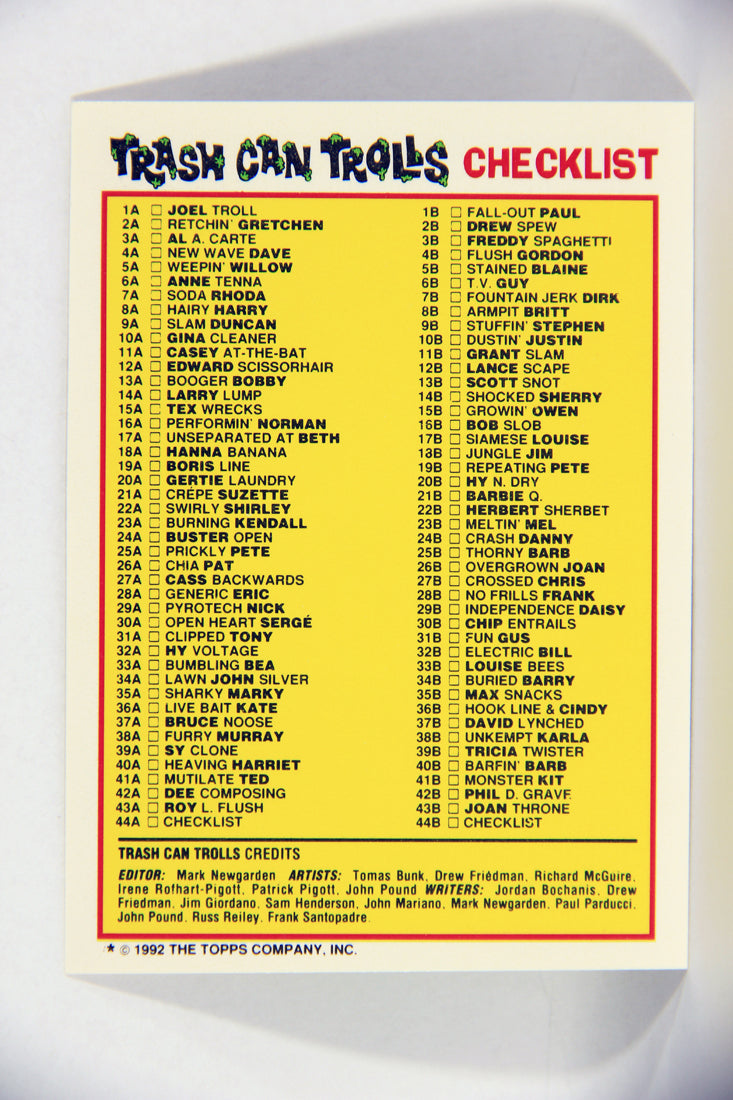 TRASH CAN TROLLS CHECKLIST
1A □ JOEL TROLL
2A □ RETCHIN' GRETCHEN
3A □ AL A. CARTE
4A □ NEW WAVE DAVE
5A □ WEEPIN' WILLOW
6A □ ANNE TENNA
7A □ SODA RHODA
8A □ HAIRY HARRY
9A □ SLAM DUNCAN
10A □ GINA CLEANER
11A □ CASEY AT-THE-BAT
12A □ EDWARD SCISSORHAIR
13A □ BOOGER BOBBY
14A □ LARRY LUMP
15A □ TEX WRECKS
16A □ PERFORMIN' NORMAN
17A □ UNSEPARATED AT BETH
18A □ HANNA BANANA
19A □ BORIS LINE
20A □ GERTIE LAUNDRY
21A □ CRÉPE SUZETTE
22A □ SWIRLY SHIRLEY
23A □ BURNING KENDALL
24A □ BUSTER OPEN
25A □ PRICKLY PETE
26A □ CHIA PAT
27A □ CASS BACKWARDS
28A □ GENERIC ERIC
29A □ PYROTECH NICK
30A □ OPEN HEART SERGÉ
31A □ CLIPPED TONY
32A □ HY VOLTAGE
33A □ BUMBLING BEA
34A □ LAWN JOHN SILVER
35A □ SHARKY MARKY
36A □ LIVE BAIT KATE
37A □ BRUCE NOOSE
38A □ FURRY MURRAY
39A □ SY CLONE
40A □ HEAVING HARRIET
41A □ MUTILATE TED
42A □ DEE COMPOSING
43A □ ROY L. FLUSH
44A □ CHECKLIST
1B □ FALL-OUT PAUL
2B □ DREW SPEW
3B □ FREDDY SPAGHETTI
4B □ FLUSH GORDON
5B □ STAINED BLAINE
6B □ T.V. GUY
7B □ FOUNTAIN JERK DIRK
8B □ ARMPIT BRITT
9B □ STUFFIN' STEPHEN
10B □ DUSTIN' JUSTIN
11B □ GRANT SLAM
12B □ LANCE SCAPE
13B □ SCOTT SNOT
14B □ SHOCKED SHERRY
15B □ GROWIN' OWEN
16B □ BOB SLOB
17B □ SIAMESE LOUISE
18B □ JUNGLE JIM
19B □ REPEATING PETE
20B □ HY N. DRY
21B □ BARBIE Q.
22B □ HERBERT SHERBET
23B □ MELTIN' MEL
24B □ CRASH DANNY
25B □ THORNY BARB
26B □ OVERGROWN JOAN
27B □ CROSSED CHRIS
28B □ NO FRILLS FRANK
29B □ INDEPENDENCE DAISY
30B □ CHIP ENTRAILS
31B □ FUN GUS
32B □ ELECTRIC BILL
33B □ LOUISE BEES
34B □ BURIED BARRY
35B □ MAX SNACKS
36B □ HOOK LINE & CINDY
37B □ DAVID LYNCHED
38B □ UNKEMPT KARLA
39B □ TRICIA TWISTER
40B □ BARFIN' BARB
41B □ MONSTER KIT
42B □ PHIL D. GRAVE
43B □ JOAN THRONE
44B □ CHECKLIST
TRASH CAN TROLLS CREDITS
EDITOR: Mark Newgarden ARTISTS: Tomas Bunk, Drew Friedman, Richard McGuire,
Irene Rofhart-Pigott, Patrick Pigott, John Pound WRITERS: Jordan Bochanis, Drew
Friedman, Jim Giordano, Sam Henderson, John Mariano, Mark Newgarden, Paul Parducci,
John Pound, Russ Reiley, Frank Santopadre.
* © 1992 THE TOPPS COMPANY, INC.